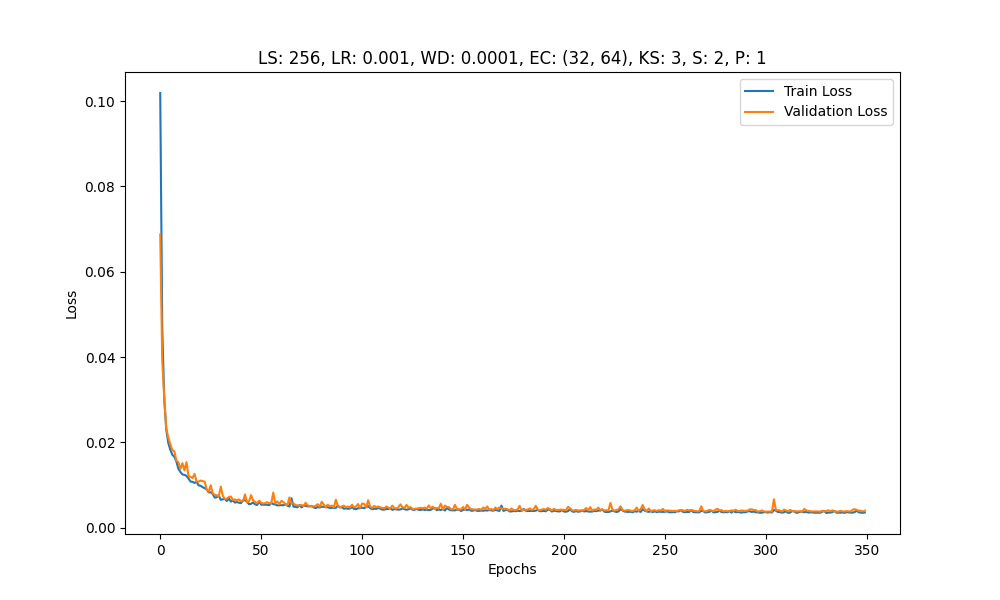 LS: 256, LR: 0.001, WD: 0.0001, EC: (32, 64), KS: 3, S: 2, P: 1
Train Loss
Validation Loss
0.10
0.08
0.06
0.04
0.02
0.00
Loss
0 50 100 150 200 250 300 350
Epochs